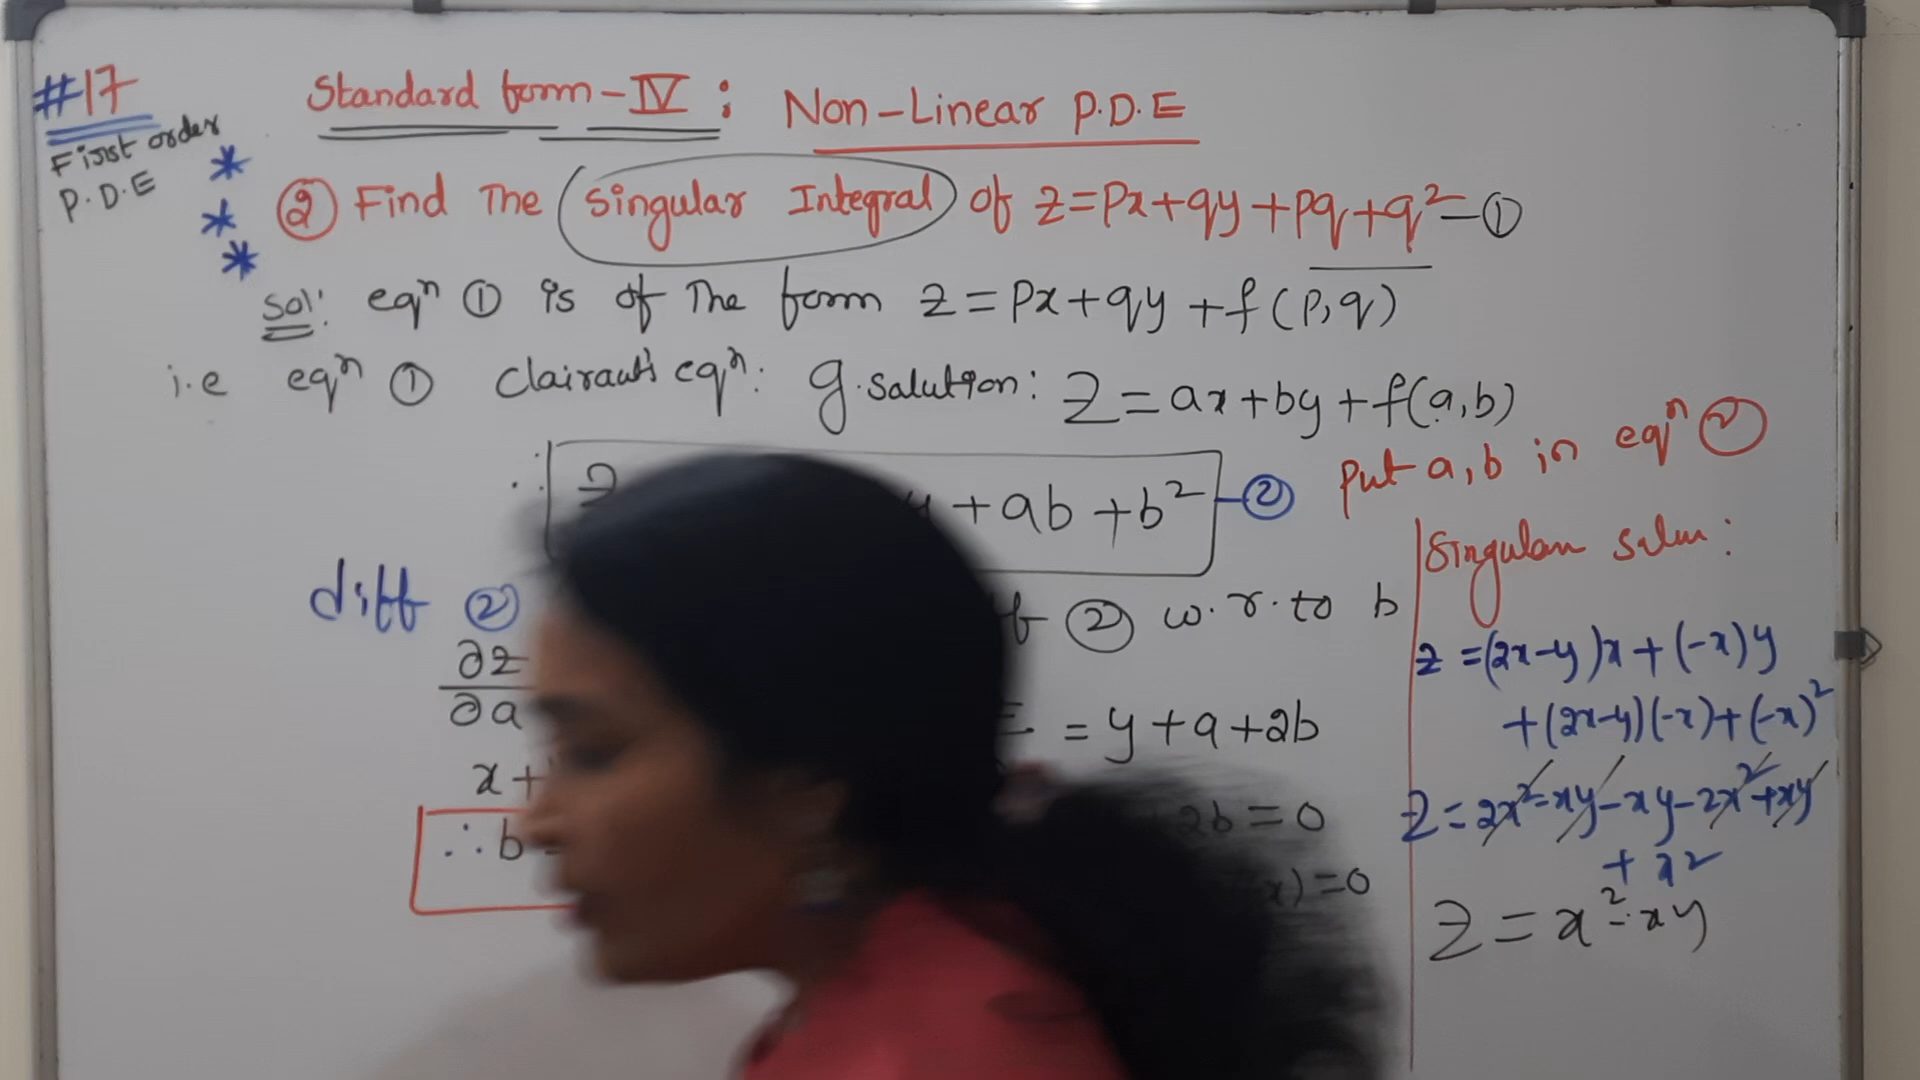 #17
First order
P.D.E
Standard form-IV : Non-Linear P.D.E
② Find The Singular Integral of z=Px+qy+pq+q²-①
Sol: eqⁿ ① is of The form z=Px+qy+f(P,q)
i.e eqⁿ ① clairaut's eqⁿ: g.solution: Z=ax+by+f(a,b)
∴ z + ab + b² -②
put a,b in eqⁿ ②
diff ② ② w.r.to b
∂z
∂a
= y+a+2b
x+
2b=0
∴ b
x)=0
Singular solu:
z =(2x-y)x+(-x)y
+(2x-y)(-x)+(-x)²
z=2x²-xy-xy-2x²+xy
+ x²
z=x²-xy